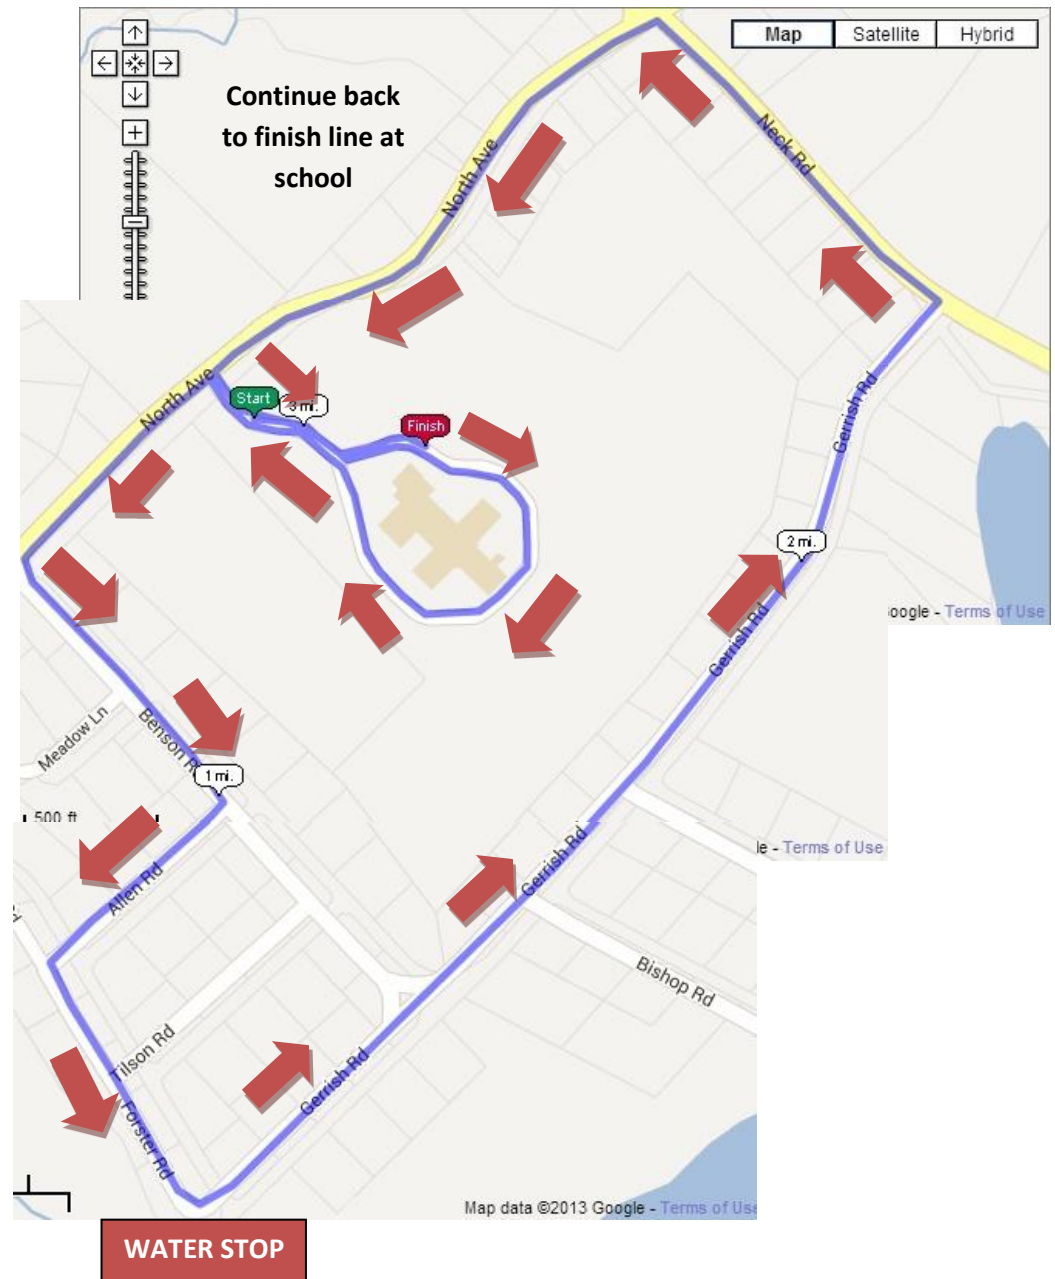 Map
Satellite
Hybrid
Continue back
to finish line at
school
North Ave
Neck Rd
North Ave
Start
3 mi.
Finish
Gerrish Rd
2 mi.
Terms of Use
Gerrish Rd
Meadow Ln
Benson R
1 mi.
500 ft
- Terms of Use
Gerrish Rd
Allen Rd
Bishop Rd
Tilson Rd
Gerrish Rd
Forster Rd
Map data ©2013 Google - Terms of Use
WATER STOP